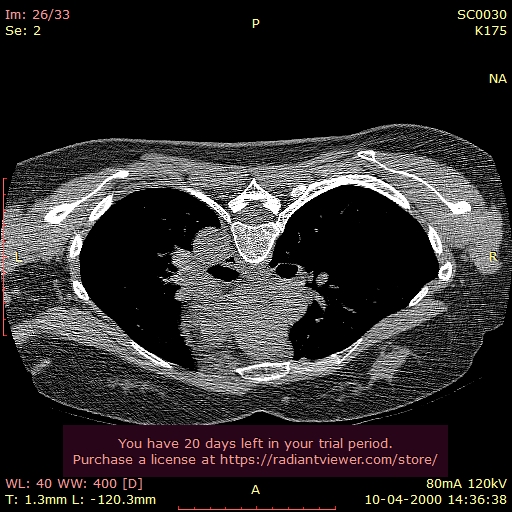 Im: 26/33
Se: 2
P
SC0030
K175
NA
L
R
You have 20 days left in your trial period.
Purchase a license at https://radiantviewer.com/store/
WL: 40 WW: 400 [D]
T: 1.3mm L: -120.3mm
A
80mA 120kV
10-04-2000 14:36:38